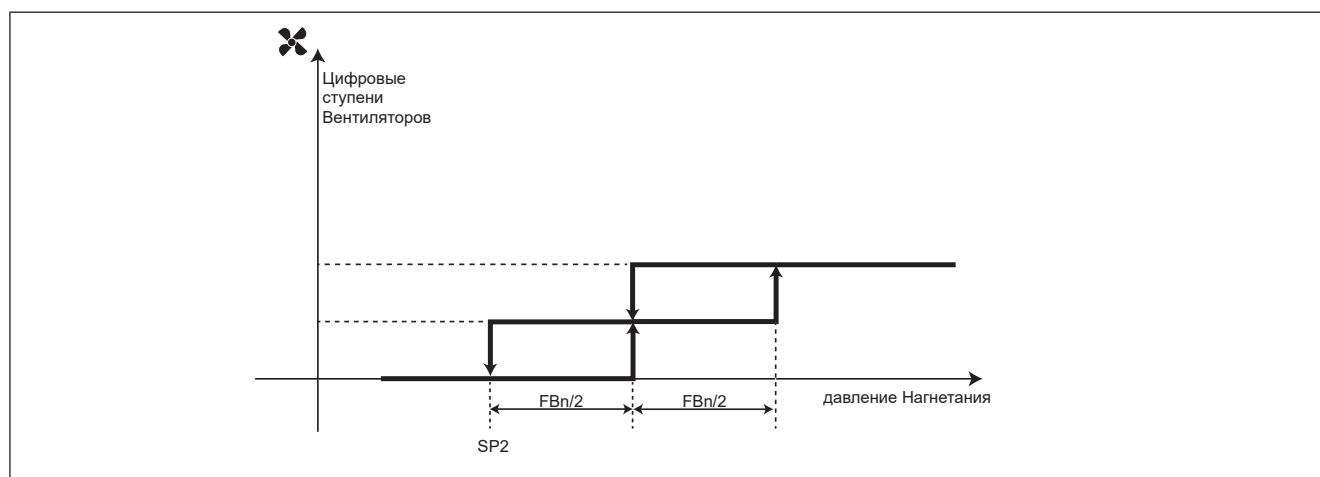 Цифровые
ступени
Вентиляторов
FBn/2
FBn/2
давление Нагнетания
SP2